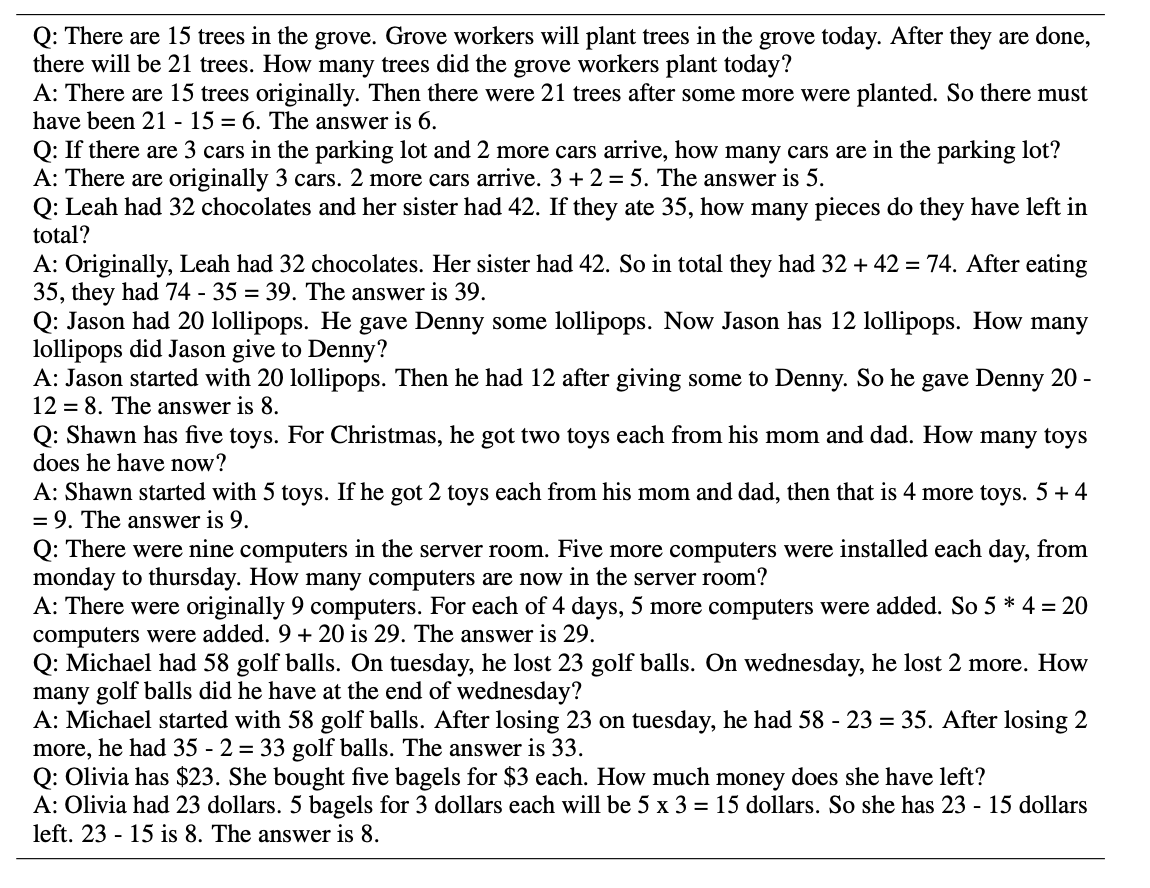 Q: There are 15 trees in the grove. Grove workers will plant trees in the grove today. After they are done,
there will be 21 trees. How many trees did the grove workers plant today?
A: There are 15 trees originally. Then there were 21 trees after some more were planted. So there must
have been 21 - 15 = 6. The answer is 6.
Q: If there are 3 cars in the parking lot and 2 more cars arrive, how many cars are in the parking lot?
A: There are originally 3 cars. 2 more cars arrive. 3 + 2 = 5. The answer is 5.
Q: Leah had 32 chocolates and her sister had 42. If they ate 35, how many pieces do they have left in
total?
A: Originally, Leah had 32 chocolates. Her sister had 42. So in total they had 32 + 42 = 74. After eating
35, they had 74 - 35 = 39. The answer is 39.
Q: Jason had 20 lollipops. He gave Denny some lollipops. Now Jason has 12 lollipops. How many
lollipops did Jason give to Denny?
A: Jason started with 20 lollipops. Then he had 12 after giving some to Denny. So he gave Denny 20 -
12 = 8. The answer is 8.
Q: Shawn has five toys. For Christmas, he got two toys each from his mom and dad. How many toys
does he have now?
A: Shawn started with 5 toys. If he got 2 toys each from his mom and dad, then that is 4 more toys. 5 + 4
= 9. The answer is 9.
Q: There were nine computers in the server room. Five more computers were installed each day, from
monday to thursday. How many computers are now in the server room?
A: There were originally 9 computers. For each of 4 days, 5 more computers were added. So 5 * 4 = 20
computers were added. 9 + 20 is 29. The answer is 29.
Q: Michael had 58 golf balls. On tuesday, he lost 23 golf balls. On wednesday, he lost 2 more. How
many golf balls did he have at the end of wednesday?
A: Michael started with 58 golf balls. After losing 23 on tuesday, he had 58 - 23 = 35. After losing 2
more, he had 35 - 2 = 33 golf balls. The answer is 33.
Q: Olivia has $23. She bought five bagels for $3 each. How much money does she have left?
A: Olivia had 23 dollars. 5 bagels for 3 dollars each will be 5 x 3 = 15 dollars. So she has 23 - 15 dollars
left. 23 - 15 is 8. The answer is 8.